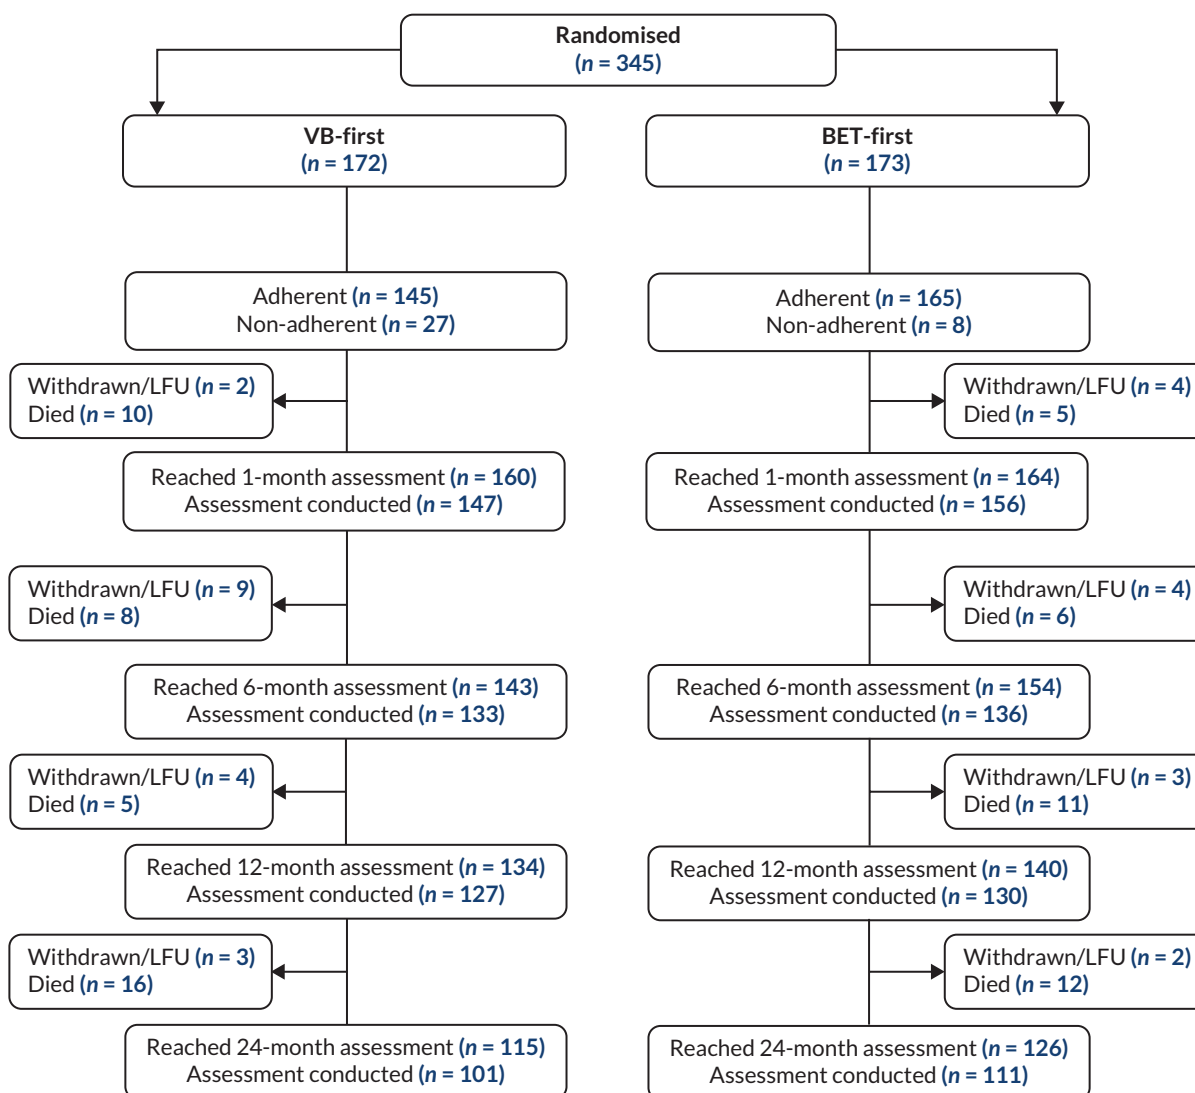 Randomised
(n = 345)
VB-first
(n = 172)
BET-first
(n = 173)
Adherent (n = 145)
Non-adherent (n = 27)
Adherent (n = 165)
Non-adherent (n = 8)
Withdrawn/LFU (n = 2)
Died (n = 10)
Withdrawn/LFU (n = 4)
Died (n = 5)
Reached 1-month assessment (n = 160)
Assessment conducted (n = 147)
Reached 1-month assessment (n = 164)
Assessment conducted (n = 156)
Withdrawn/LFU (n = 9)
Died (n = 8)
Withdrawn/LFU (n = 4)
Died (n = 6)
Reached 6-month assessment (n = 143)
Assessment conducted (n = 133)
Reached 6-month assessment (n = 154)
Assessment conducted (n = 136)
Withdrawn/LFU (n = 4)
Died (n = 5)
Withdrawn/LFU (n = 3)
Died (n = 11)
Reached 12-month assessment (n = 134)
Assessment conducted (n = 127)
Reached 12-month assessment (n = 140)
Assessment conducted (n = 130)
Withdrawn/LFU (n = 3)
Died (n = 16)
Withdrawn/LFU (n = 2)
Died (n = 12)
Reached 24-month assessment (n = 115)
Assessment conducted (n = 101)
Reached 24-month assessment (n = 126)
Assessment conducted (n = 111)